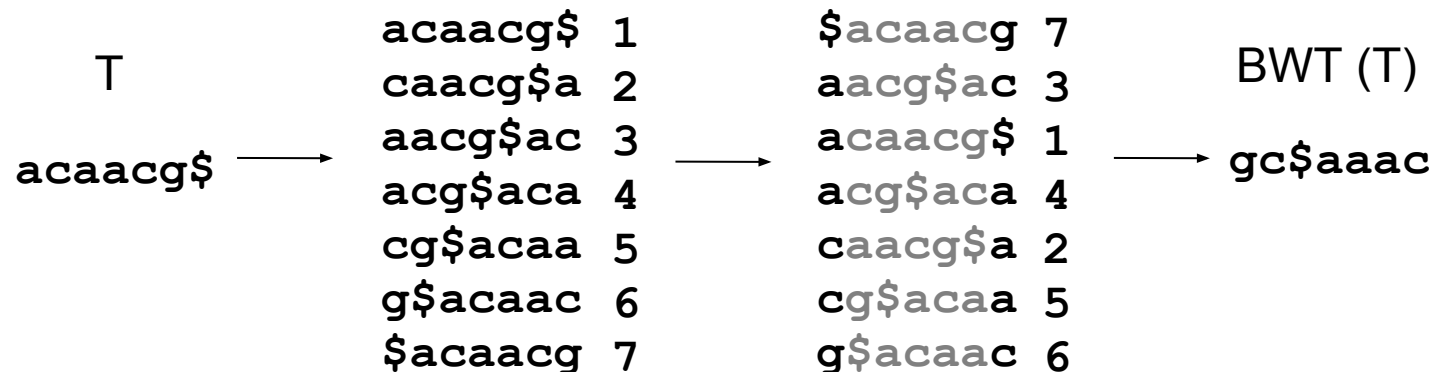 T
acaacg$
acaacg$ 1
caacg$a 2
aacg$ac 3
acg$aca 4
cg$acaa 5
g$acaac 6
$acaacg 7
$acaacg 7
aacg$ac 3
acaacg$ 1
acg$aca 4
caacg$a 2
cg$acaa 5
g$acaac 6
BWT (T)
gc$aaac